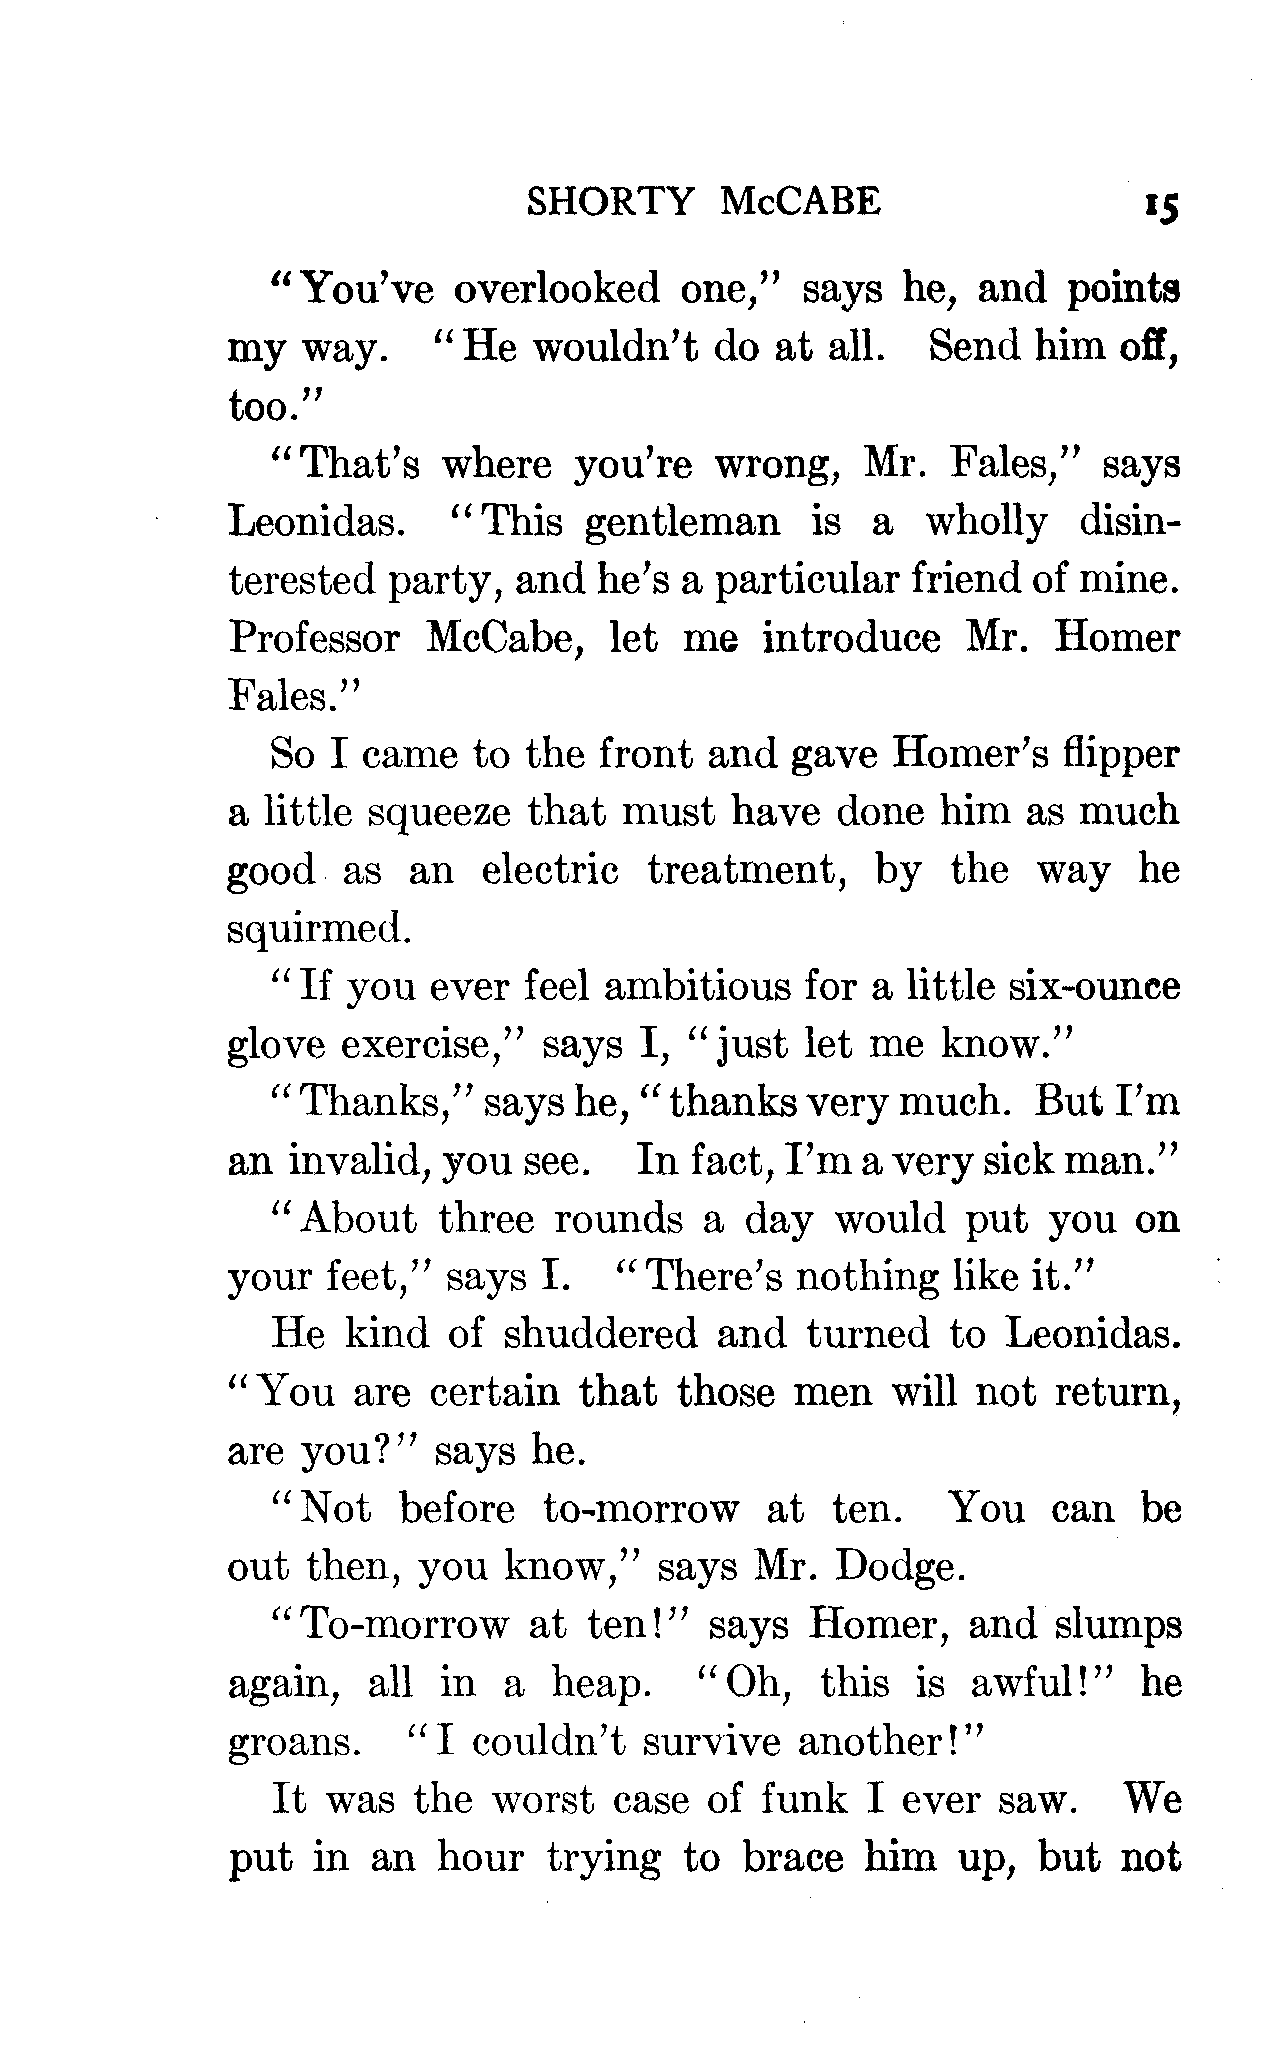 SHORTY McCABE 15
"You've overlooked one," says he, and points
my way. "He wouldn't do at all. Send him off,
too."
"That's where you're wrong, Mr. Fales," says
Leonidas. "This gentleman is a wholly disin-
terested party, and he's a particular friend of mine.
Professor McCabe, let me introduce Mr. Homer
Fales."
So I came to the front and gave Homer's flipper
a little squeeze that must have done him as much
good as an electric treatment, by the way he
squirmed.
"If you ever feel ambitious for a little six-ounce
glove exercise," says I, "just let me know."
"Thanks," says he, "thanks very much. But I'm
an invalid, you see. In fact, I'm a very sick man."
"About three rounds a day would put you on
your feet," says I. "There's nothing like it."
He kind of shuddered and turned to Leonidas.
"You are certain that those men will not return,
are you?" says he.
"Not before to-morrow at ten. You can be
out then, you know," says Mr. Dodge.
"To-morrow at ten!" says Homer, and slumps
again, all in a heap. "Oh, this is awful!" he
groans. "I couldn't survive another!"
It was the worst case of funk I ever saw. We
put in an hour trying to brace him up, but not